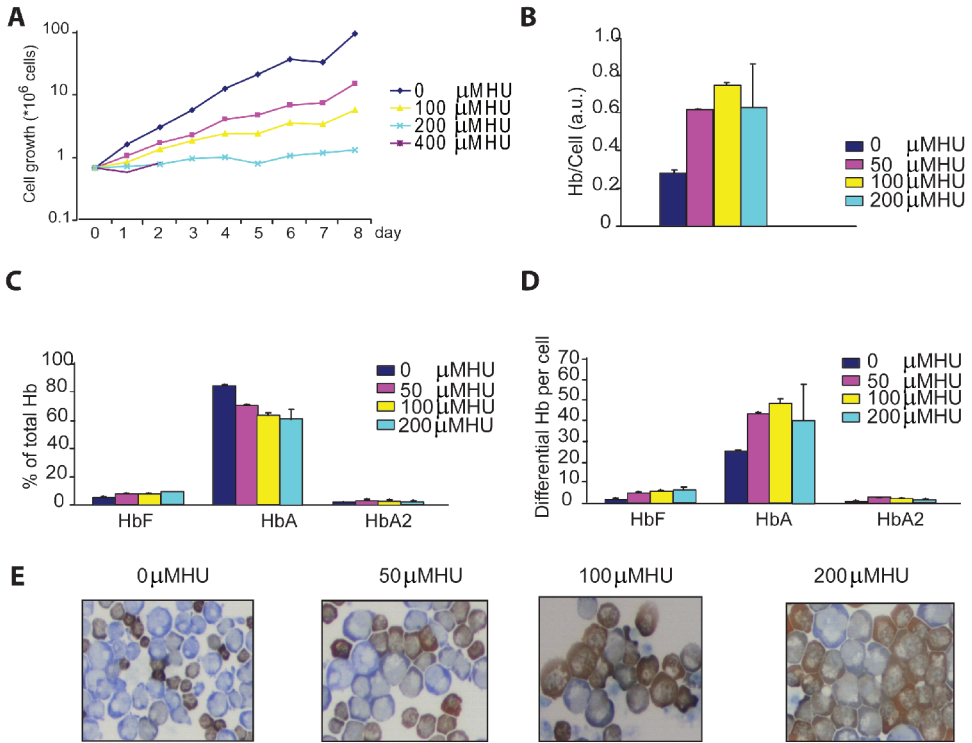 A
Cell growth (*10⁶ cells)
100
10
1
0.1
0 1 2 3 4 5 6 7 8 day
0 μMHU
100 μMHU
200 μMHU
400 μMHU
B
Hb/Cell (a.u.)
1.0
0.8
0.6
0.4
0.2
0
0 μMHU
50 μMHU
100 μMHU
200 μMHU
C
% of total Hb
100
80
60
40
20
0
HbF HbA HbA2
0 μMHU
50 μMHU
100 μMHU
200 μMHU
D
Differential Hb per cell
70
60
50
40
30
20
10
0
HbF HbA HbA2
0 μMHU
50 μMHU
100 μMHU
200 μMHU
E
0 μMHU 50 μMHU 100 μMHU 200 μMHU